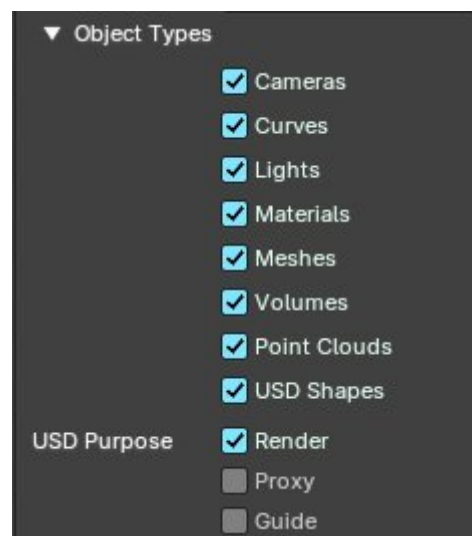 Object Types
Cameras
Curves
Lights
Materials
Meshes
Volumes
Point Clouds
USD Shapes
USD Purpose Render
Proxy
Guide